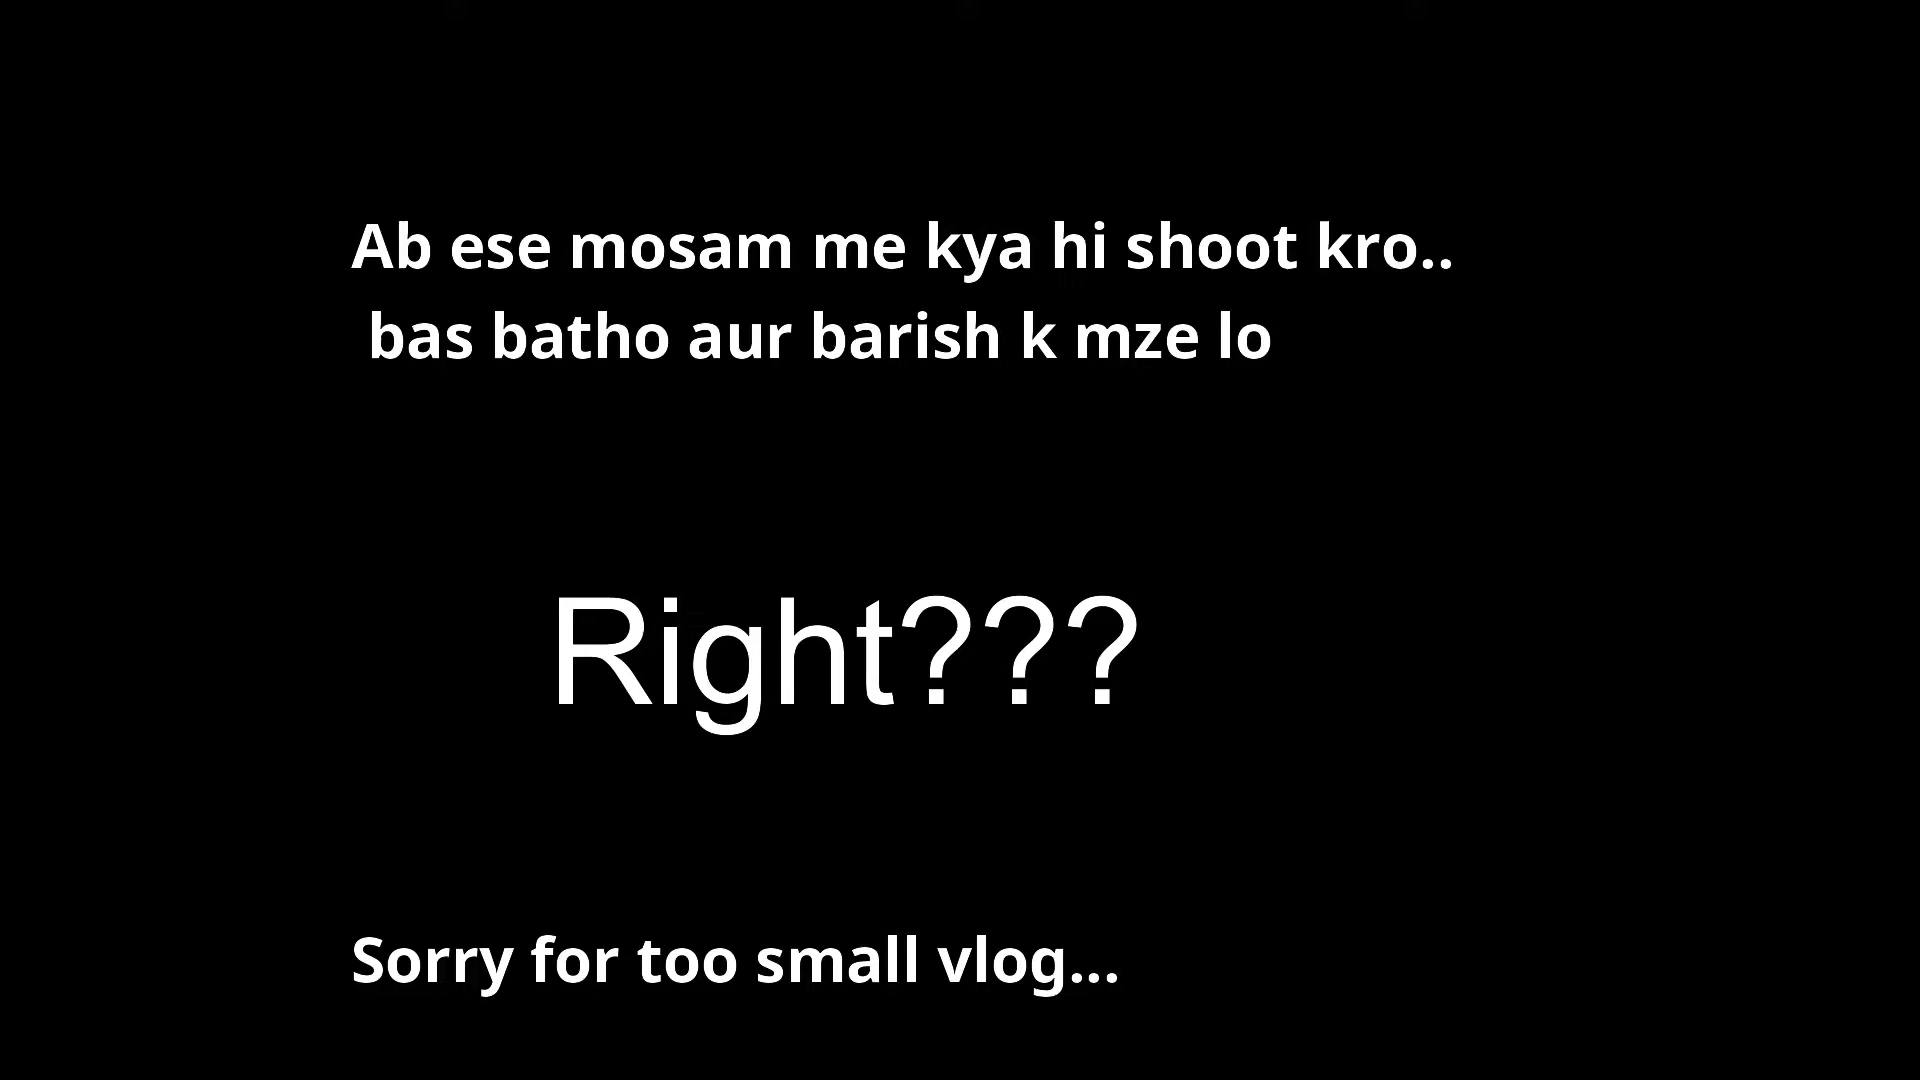 Ab ese mosam me kya hi shoot kro..
bas batho aur barish k mze lo
Right???
Sorry for too small vlog...